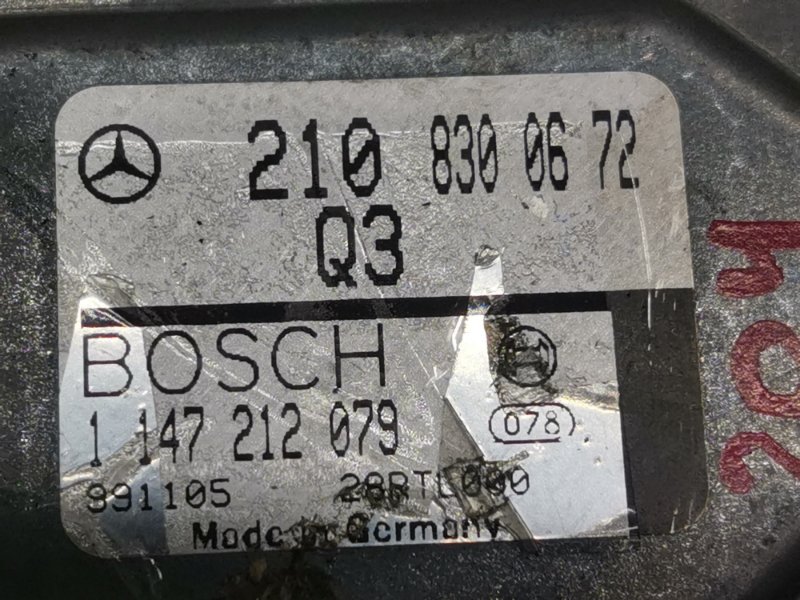 210 830 06 72
Q3
BOSCH
1 147 212 079
078
991105 28RTL000
Made in Germany
204